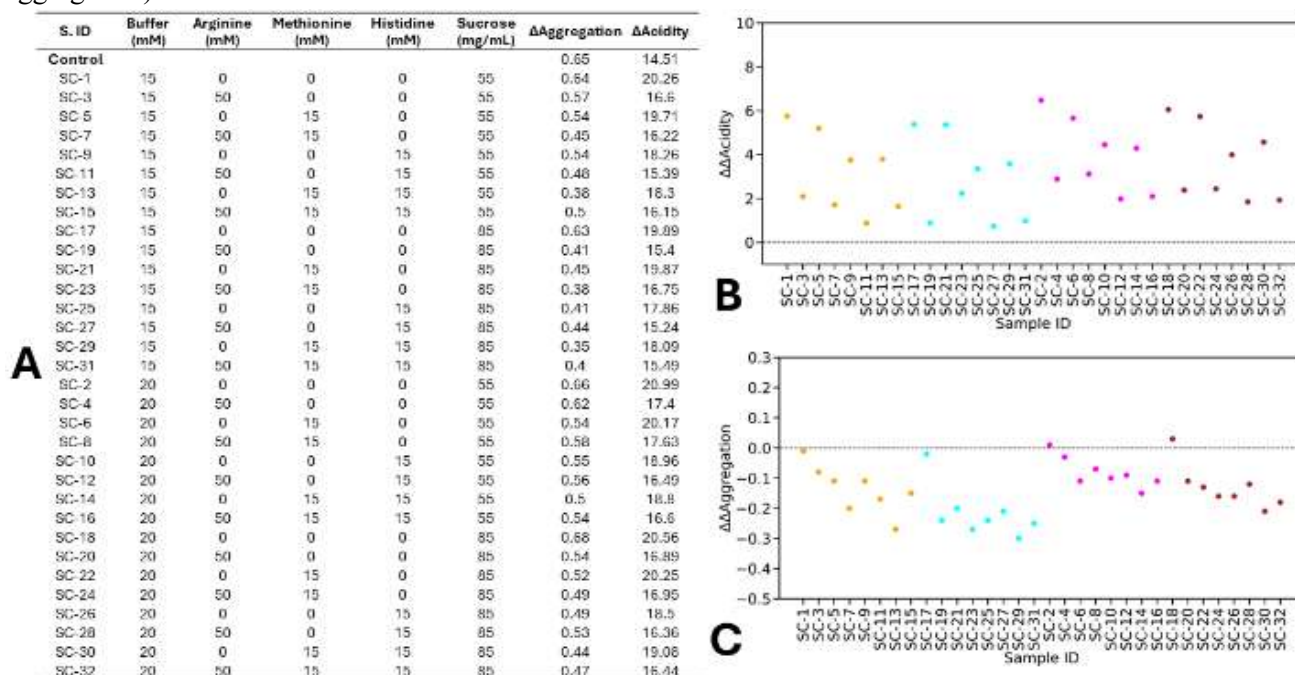 S. ID Buffer (mM) Arginine (mM) Methionine (mM) Histidine (mM) Sucrose (mg/mL) ΔAggregation ΔAcidity
Control 0.65 14.51
SC-1 15 0 0 0 55 0.64 20.26
SC-3 15 50 0 0 55 0.57 16.6
SC-5 15 0 15 0 55 0.54 19.71
SC-7 15 50 15 0 55 0.45 16.22
SC-9 15 0 0 15 55 0.54 18.26
SC-11 15 50 0 15 55 0.48 15.39
SC-13 15 0 15 15 55 0.38 18.3
SC-15 15 50 15 15 55 0.5 16.15
SC-17 15 0 0 0 85 0.63 19.89
SC-19 15 50 0 0 85 0.41 15.4
SC-21 15 0 15 0 85 0.45 19.87
SC-23 15 50 15 0 85 0.38 16.75
SC-25 15 0 0 15 85 0.41 17.86
SC-27 15 50 0 15 85 0.44 15.24
SC-29 15 0 15 15 85 0.35 18.09
SC-31 15 50 15 15 85 0.4 15.49
SC-2 20 0 0 0 55 0.66 20.99
SC-4 20 50 0 0 55 0.62 17.4
SC-6 20 0 15 0 55 0.54 20.17
SC-8 20 50 15 0 55 0.58 17.63
SC-10 20 0 0 15 55 0.55 18.96
SC-12 20 50 0 15 55 0.56 16.49
SC-14 20 0 15 15 55 0.5 18.8
SC-16 20 50 15 15 55 0.54 16.6
SC-18 20 0 0 0 85 0.68 20.56
SC-20 20 50 0 0 85 0.54 16.89
SC-22 20 0 15 0 85 0.52 20.25
SC-24 20 50 15 0 85 0.49 16.95
SC-26 20 0 0 15 85 0.49 18.5
SC-28 20 50 0 15 85 0.53 16.36
SC-30 20 0 15 15 85 0.44 19.08
SC-32 20 50 15 15 85 0.47 16.44
A
10
8
6
4
2
0
ΔΔAcidity
SC-1 SC-3 SC-5 SC-7 SC-9 SC-11 SC-13 SC-15 SC-17 SC-19 SC-21 SC-23 SC-25 SC-27 SC-29 SC-31 SC-2 SC-4 SC-6 SC-8 SC-10 SC-12 SC-14 SC-16 SC-18 SC-20 SC-22 SC-24 SC-26 SC-28 SC-30 SC-32
Sample ID
B
0.3
0.2
0.1
0.0
−0.1
−0.2
−0.3
−0.4
−0.5
ΔΔAggregation
SC-1 SC-3 SC-5 SC-7 SC-9 SC-11 SC-13 SC-15 SC-17 SC-19 SC-21 SC-23 SC-25 SC-27 SC-29 SC-31 SC-2 SC-4 SC-6 SC-8 SC-10 SC-12 SC-14 SC-16 SC-18 SC-20 SC-22 SC-24 SC-26 SC-28 SC-30 SC-32
Sample ID
C